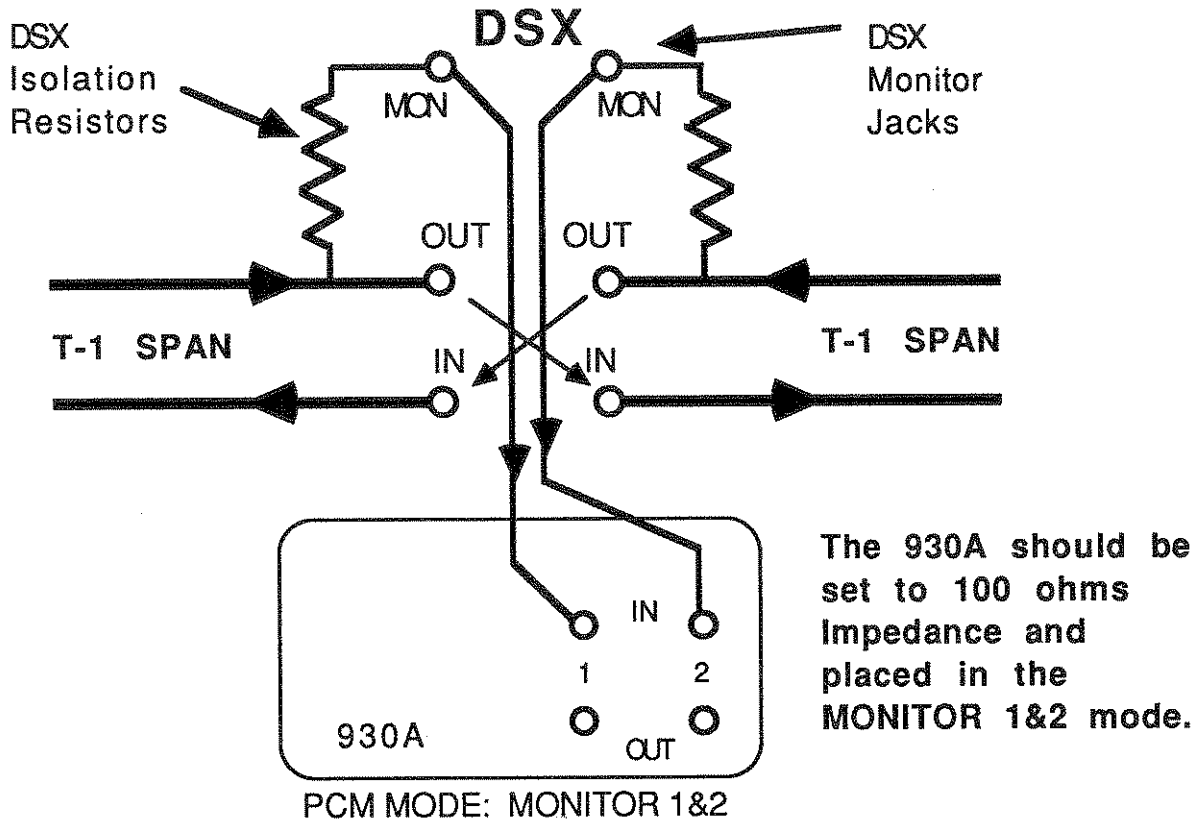 DSX
DSX
Isolation
Resistors
DSX
Monitor
Jacks
MON
MON
OUT
OUT
T-1 SPAN
T-1 SPAN
IN
IN
The 930A should be
set to 100 ohms
Impedance and
placed in the
MONITOR 1&2 mode.
IN
1
2
930A
OUT
PCM MODE: MONITOR 1&2